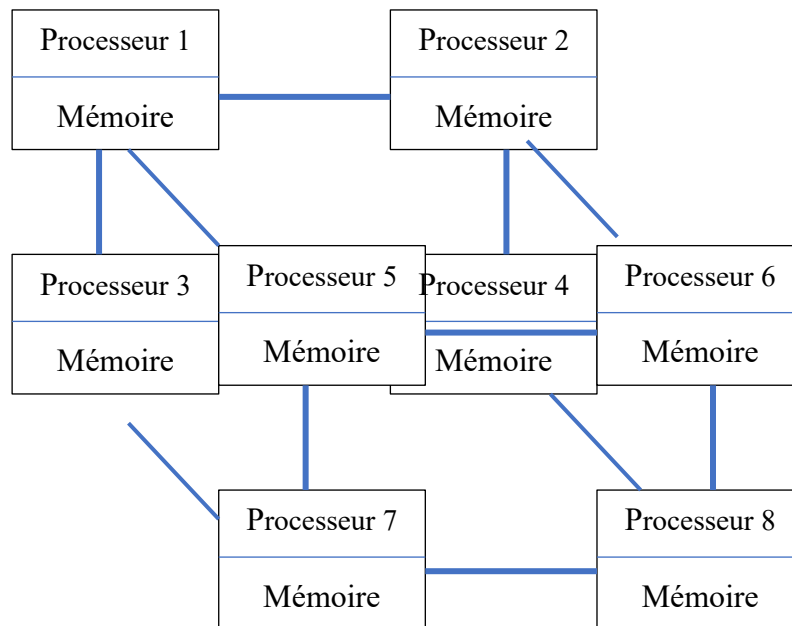 Processeur 1
Mémoire
Processeur 2
Mémoire
Processeur 3
Mémoire
Processeur 5
Mémoire
Processeur 4
Mémoire
Processeur 6
Mémoire
Processeur 7
Mémoire
Processeur 8
Mémoire